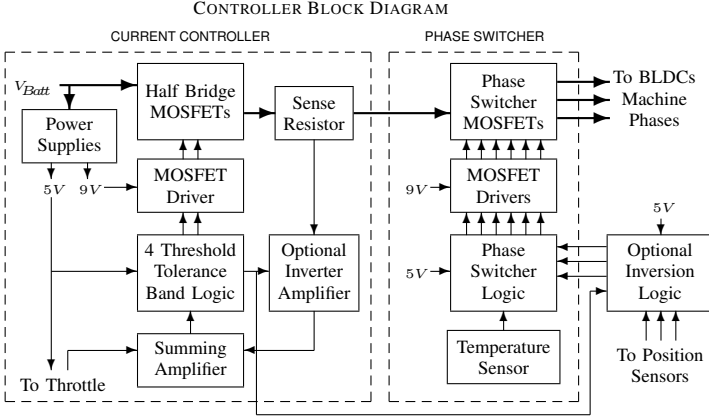 CONTROLLER BLOCK DIAGRAM
CURRENT CONTROLLER
PHASE SWITCHER
V_Batt
Half Bridge
MOSFETs
Sense
Resistor
Phase
Switcher
MOSFETs
To BLDCs
Machine
Phases
Power
Supplies
5V
9V
MOSFET
Driver
9V
MOSFET
Drivers
4 Threshold
Tolerance
Band Logic
Optional
Inverter
Amplifier
5V
Phase
Switcher
Logic
5V
Optional
Inversion
Logic
Summing
Amplifier
Temperature
Sensor
To Throttle
To Position
Sensors